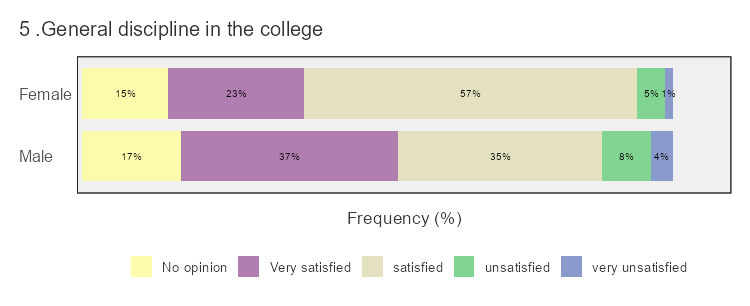 5 .General discipline in the college
Female 15% 23% 57% 5% 1%
Male 17% 37% 35% 8% 4%
Frequency (%)
No opinion Very satisfied satisfied unsatisfied very unsatisfied